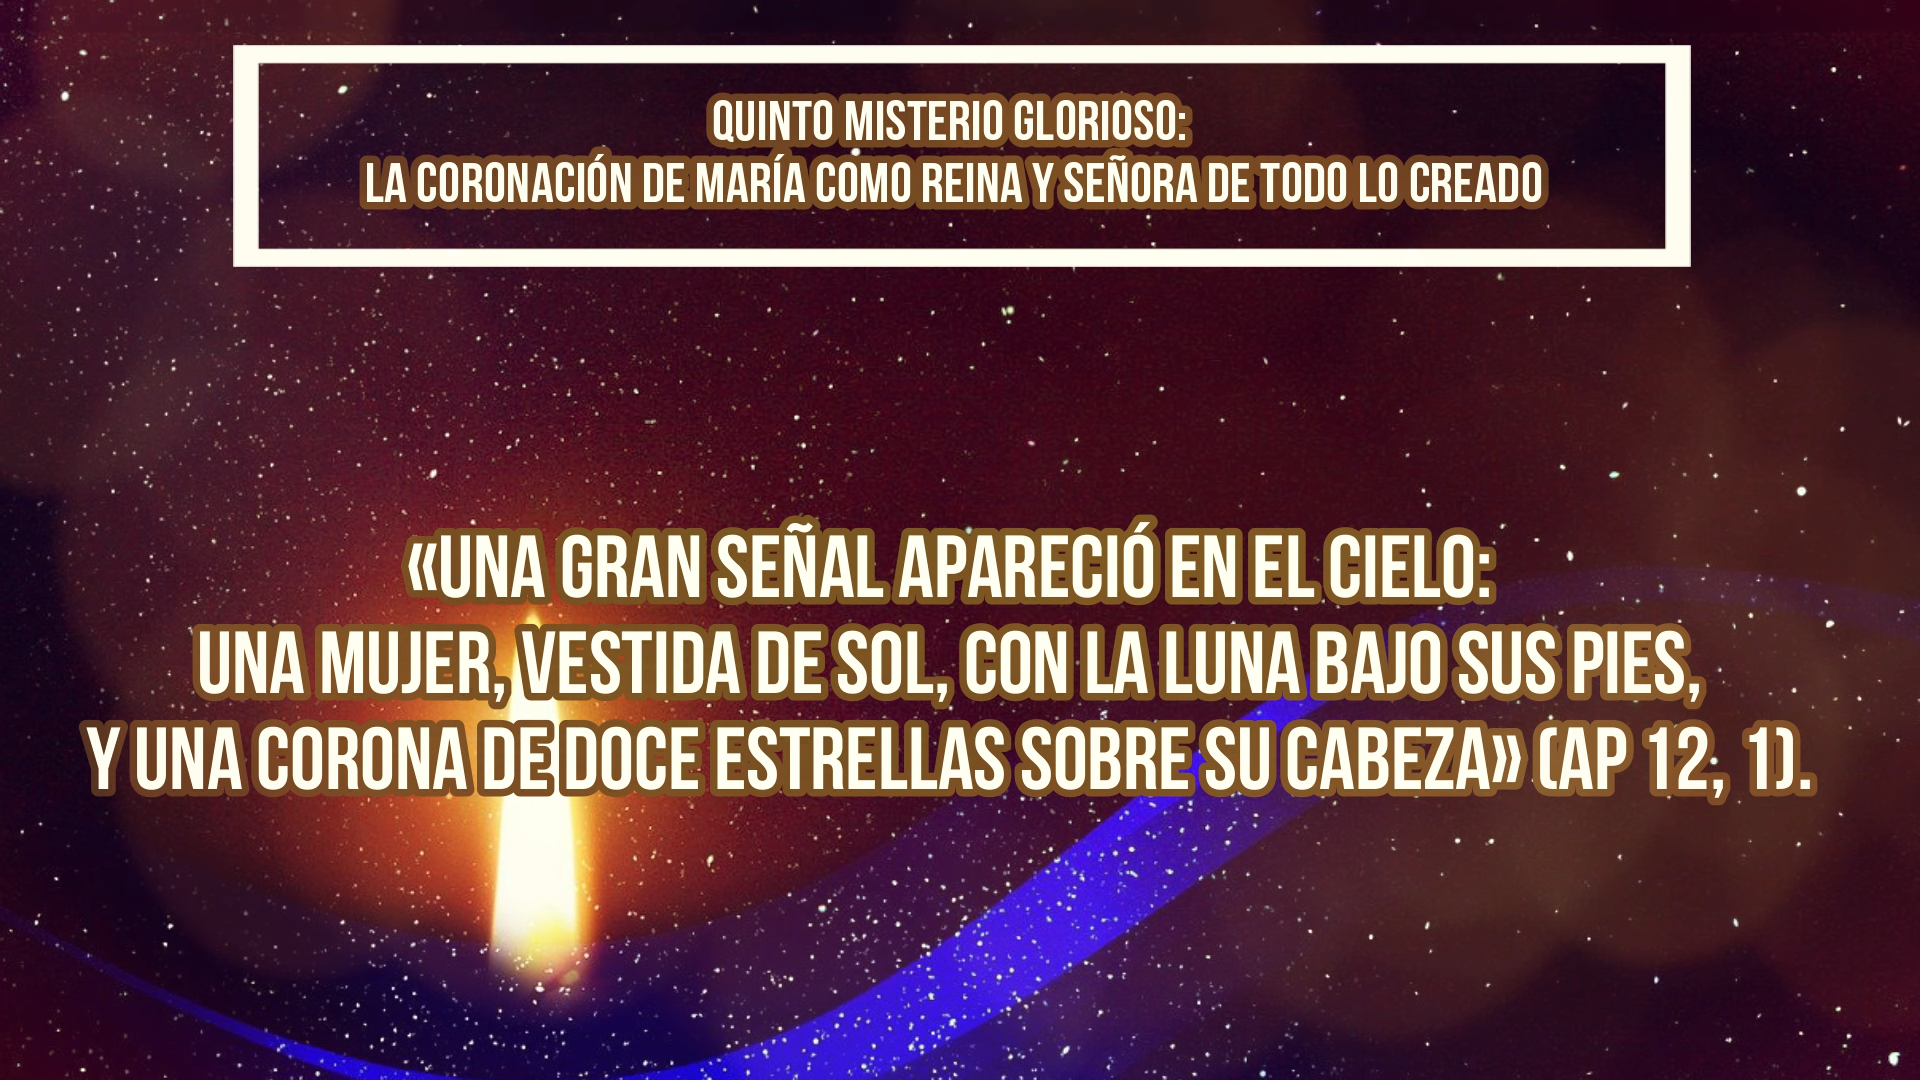 QUINTO MISTERIO GLORIOSO:
LA CORONACIÓN DE MARÍA COMO REINA Y SEÑORA DE TODO LO CREADO
«UNA GRAN SEÑAL APARECIÓ EN EL CIELO:
UNA MUJER, VESTIDA DE SOL, CON LA LUNA BAJO SUS PIES,
Y UNA CORONA DE DOCE ESTRELLAS SOBRE SU CABEZA» (AP 12, 1).